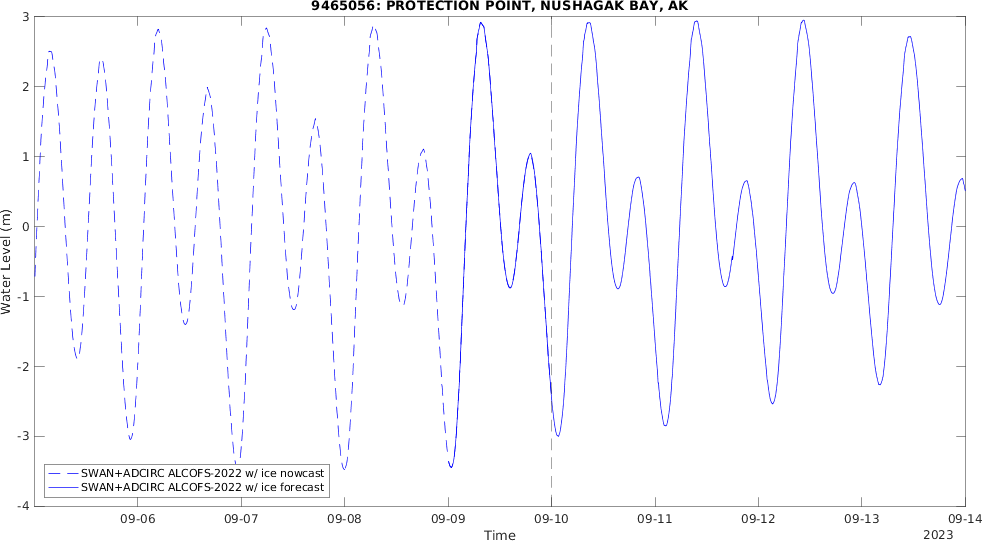 9465056: PROTECTION POINT, NUSHAGAK BAY, AK
3
2
1
0
-1
-2
-3
-4
Water Level (m)
SWAN+ADCIRC ALCOFS-2022 w/ ice nowcast
SWAN+ADCIRC ALCOFS-2022 w/ ice forecast
09-06 09-07 09-08 09-09 09-10 09-11 09-12 09-13 09-14
Time
2023